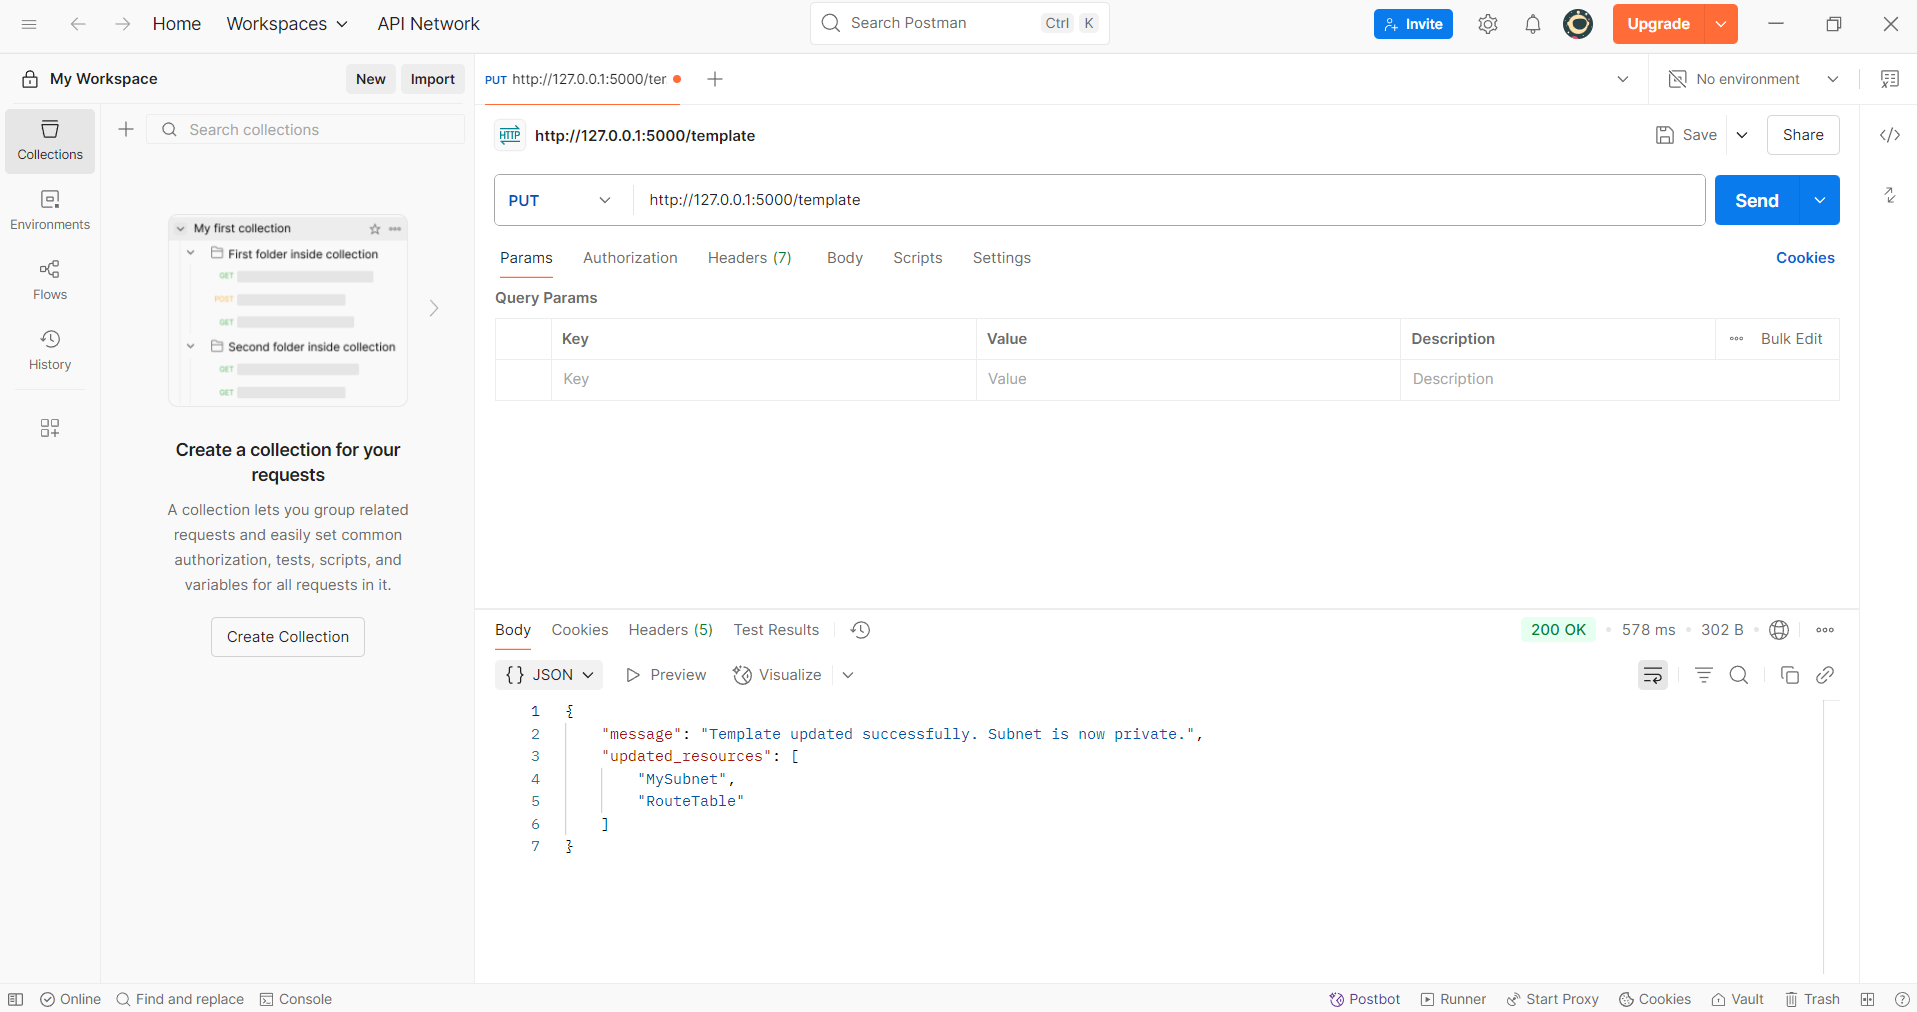 Home Workspaces API Network Search Postman Ctrl K Invite Upgrade
My Workspace New Import PUT http://127.0.0.1:5000/ter No environment
Collections
Environments
Flows
History
Search collections
My first collection
First folder inside collection
GET
POST
GET
Second folder inside collection
GET
GET
Create a collection for your
requests
A collection lets you group related
requests and easily set common
authorization, tests, scripts, and
variables for all requests in it.
Create Collection
HTTP http://127.0.0.1:5000/template Save Share
PUT http://127.0.0.1:5000/template Send
Params Authorization Headers (7) Body Scripts Settings Cookies
Query Params
Key Value Description Bulk Edit
Key Value Description
Body Cookies Headers (5) Test Results 200 OK 578 ms 302 B
{} JSON Preview Visualize
1 {
2 "message": "Template updated successfully. Subnet is now private.",
3 "updated_resources": [
4 "MySubnet",
5 "RouteTable"
6 ]
7 }
Online Find and replace Console Postbot Runner Start Proxy Cookies Vault Trash